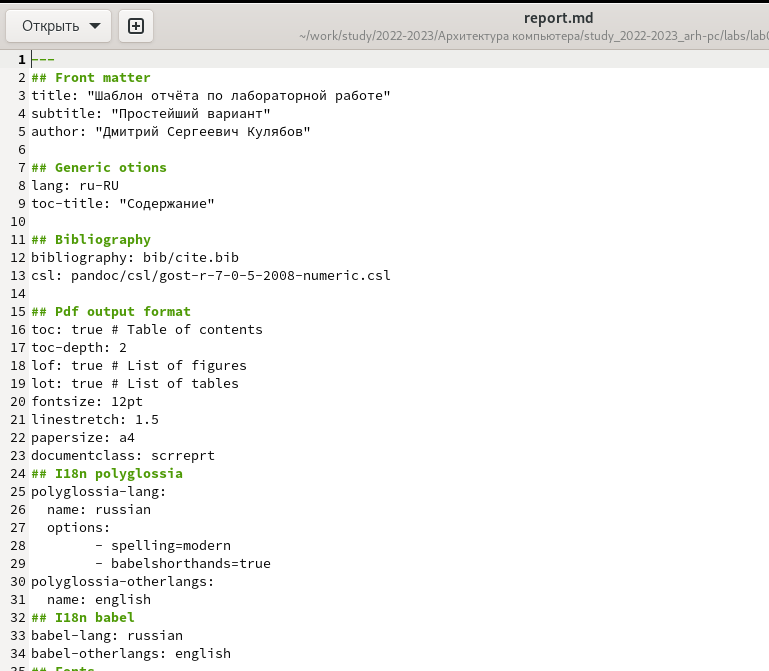 Открыть
report.md
~/work/study/2022-2023/Архитектура компьютера/study_2022-2023_arh-pc/labs/lab
1 ---
2 ## Front matter
3 title: "Шаблон отчёта по лабораторной работе"
4 subtitle: "Простейший вариант"
5 author: "Дмитрий Сергеевич Кулябов"
6
7 ## Generic otions
8 lang: ru-RU
9 toc-title: "Содержание"
10
11 ## Bibliography
12 bibliography: bib/cite.bib
13 csl: pandoc/csl/gost-r-7-0-5-2008-numeric.csl
14
15 ## Pdf output format
16 toc: true # Table of contents
17 toc-depth: 2
18 lof: true # List of figures
19 lot: true # List of tables
20 fontsize: 12pt
21 linestretch: 1.5
22 papersize: a4
23 documentclass: scrreprt
24 ## I18n polyglossia
25 polyglossia-lang:
26   name: russian
27   options:
28         - spelling=modern
29         - babelshorthands=true
30 polyglossia-otherlangs:
31   name: english
32 ## I18n babel
33 babel-lang: russian
34 babel-otherlangs: english
35 ## Fonts